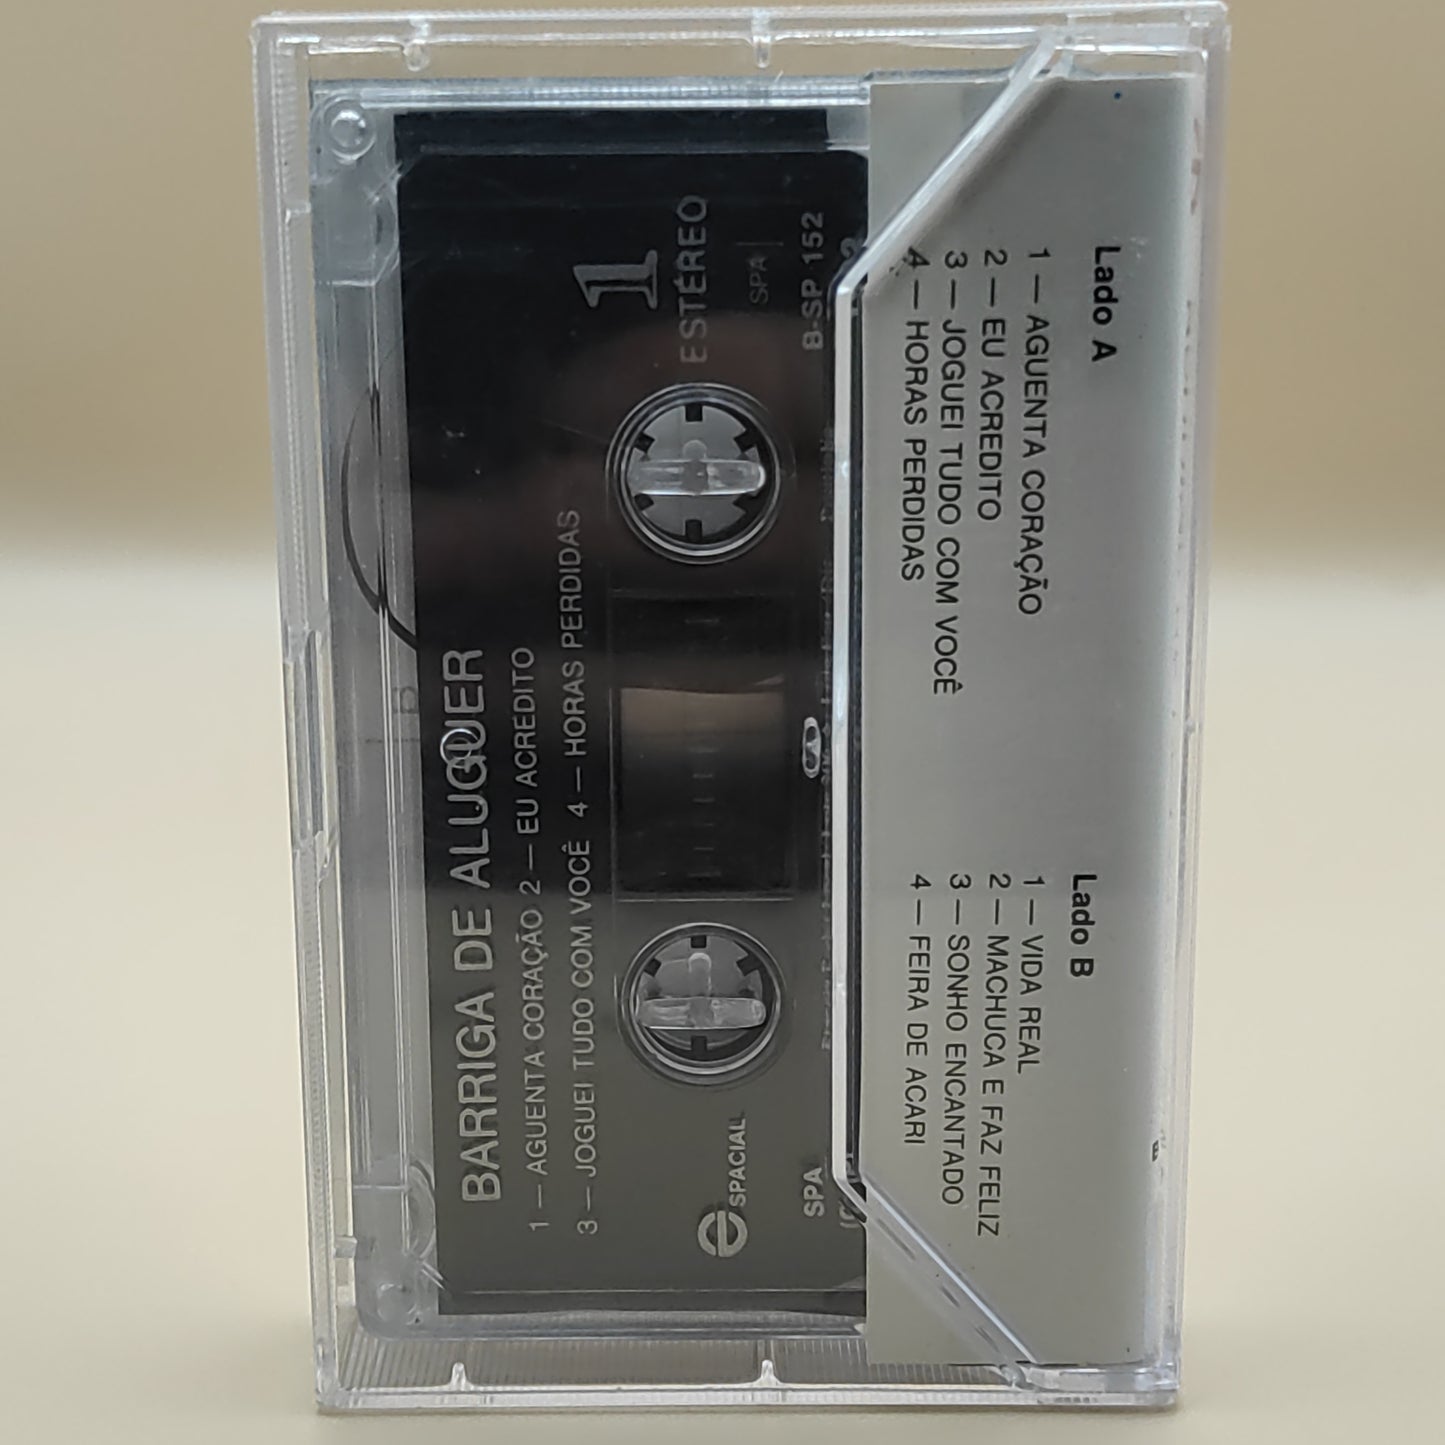 BARRIGA DE ALUGUER
1 — AGUENTA CORAÇÃO 2 — EU ACREDITO
3 — JOGUEI TUDO COM VOCÊ 4 — HORAS PERDIDAS
1
ESTÉREO
SPA
e SPACIAL
B-SP 152
SPA
Lado A
1 — AGUENTA CORAÇÃO
2 — EU ACREDITO
3 — JOGUEI TUDO COM VOCÊ
4 — HORAS PERDIDAS
Lado B
1 — VIDA REAL
2 — MACHUCA E FAZ FELIZ
3 — SONHO ENCANTADO
4 — FEIRA DE ACARI